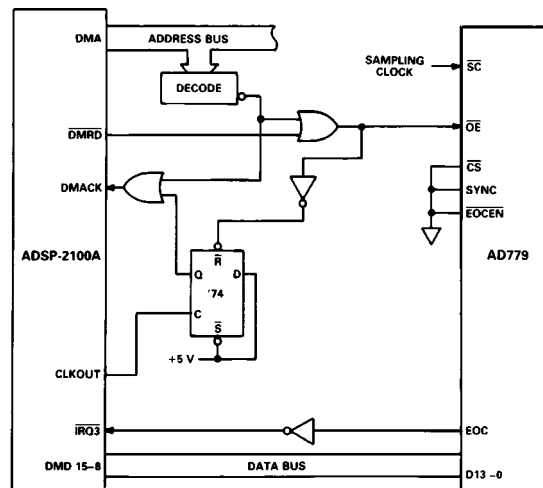 DMA
ADDRESS BUS
DECODE
SAMPLING
CLOCK
SC
DMRD
OE
CS
DMACK
SYNC
EOCEN
R
ADSP-2100A
AD779
Q
D
'74
C
S
+5 V
CLKOUT
IRQ3
EOC
DMD 15-8
DATA BUS
D13 -0